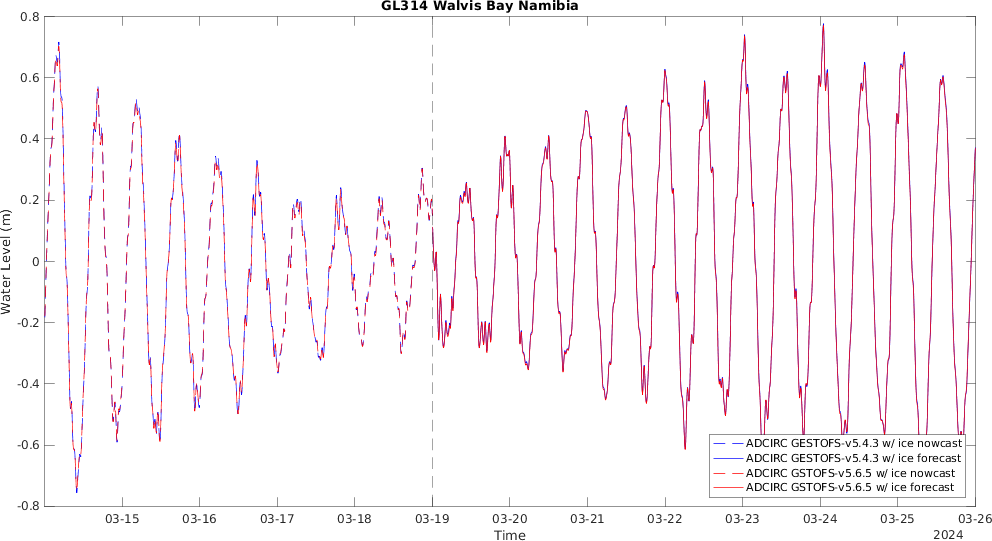 GL314 Walvis Bay Namibia
Water Level (m)
0.8
0.6
0.4
0.2
0
-0.2
-0.4
-0.6
-0.8
ADCIRC GESTOFS-v5.4.3 w/ ice nowcast
ADCIRC GESTOFS-v5.4.3 w/ ice forecast
ADCIRC GSTOFS-v5.6.5 w/ ice nowcast
ADCIRC GSTOFS-v5.6.5 w/ ice forecast
03-15 03-16 03-17 03-18 03-19 03-20 03-21 03-22 03-23 03-24 03-25 03-26
Time
2024